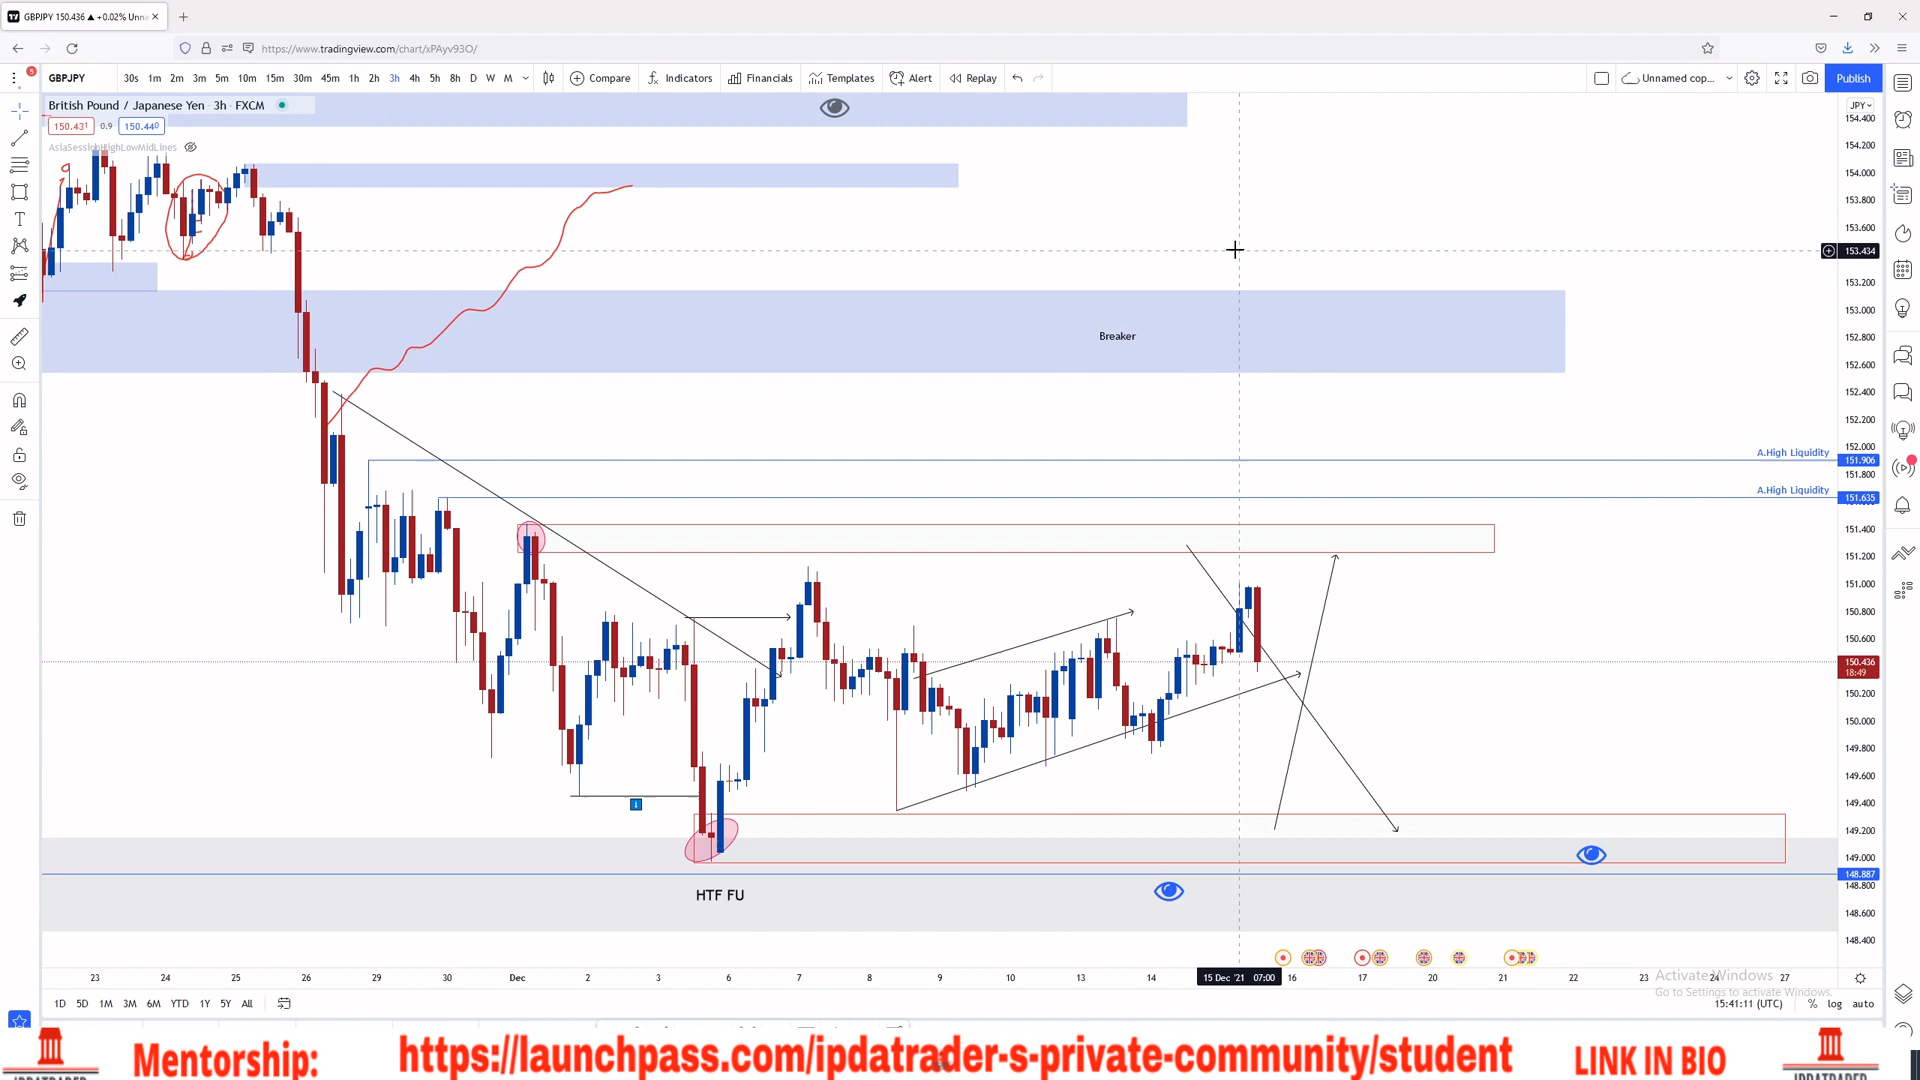 GBPJPY 150.436 ▲ +0.02% Unna
https://www.tradingview.com/chart/xPAyv93O/
5
GBPJPY 30s 1m 2m 3m 5m 10m 15m 30m 45m 1h 2h 3h 4h 5h 8h D W M Compare Indicators Financials Templates Alert Replay Unnamed cop... Publish
British Pound / Japanese Yen · 3h · FXCM
JPY
150.431 0.9 150.440
AsiaSessionHighLowMidLines
154.400
154.200
154.000
153.800
153.600
153.434
153.200
153.000
Breaker
152.800
152.600
152.400
152.200
152.000
A.High Liquidity 151.906
151.800
A.High Liquidity 151.635
151.400
151.200
151.000
150.800
150.600
150.436
18:49
150.200
150.000
149.800
149.600
149.400
149.200
149.000
148.887
148.800
HTF FU
148.600
148.400
23 24 25 26 29 30 Dec 2 3 6 7 8 9 10 13 14 15 Dec '21 07:00 16 17 20 21 22 23 24 27
Activate Windows
Go to Settings to activate Windows.
1D 5D 1M 3M 6M YTD 1Y 5Y All 15:41:11 (UTC) % log auto
Mentorship: https://launchpass.com/ipdatrader-s-private-community/student LINK IN BIO